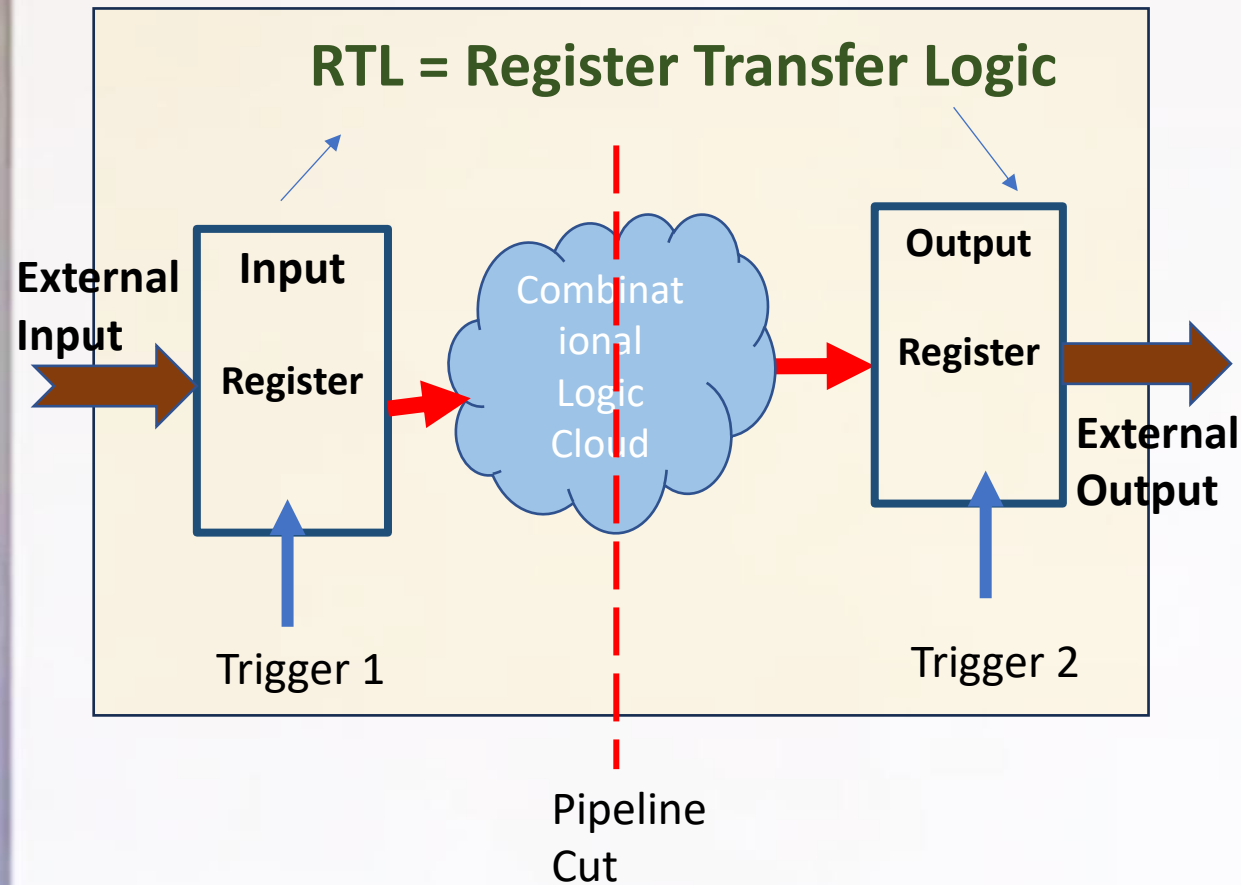 RTL = Register Transfer Logic
External
Input
Input
Register
Combinat
ional
Logic
Cloud
Output
Register
External
Output
Trigger 1
Trigger 2
Pipeline
Cut